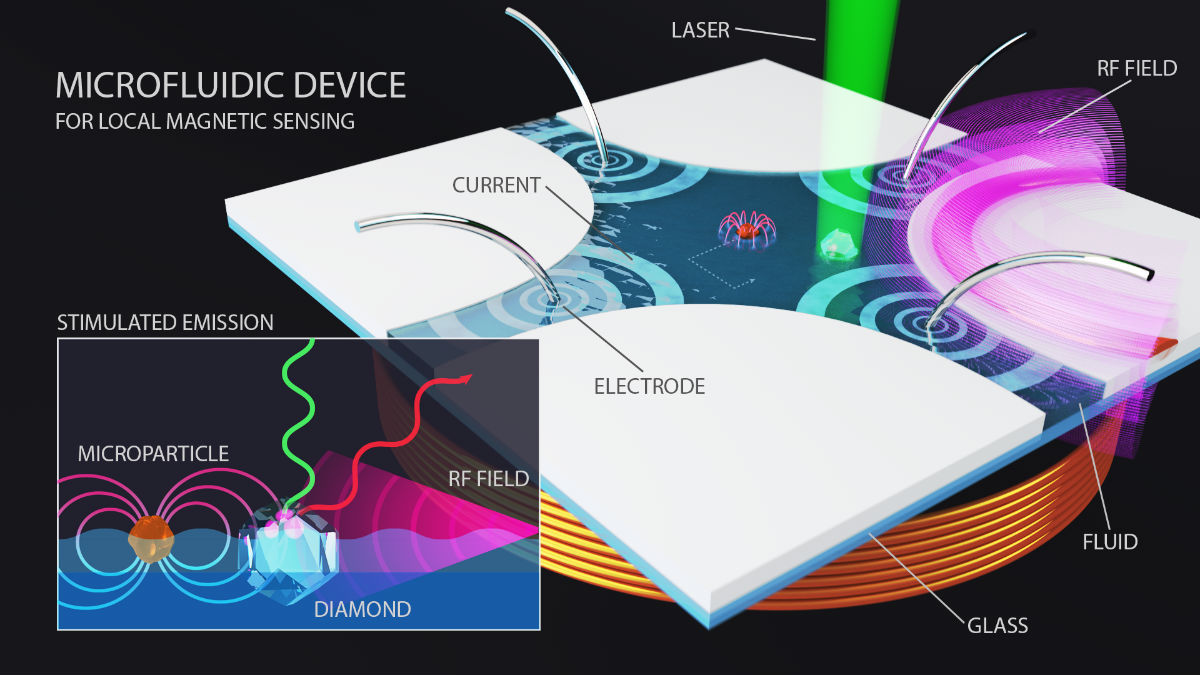 MICROFLUIDIC DEVICE
FOR LOCAL MAGNETIC SENSING
LASER
RF FIELD
CURRENT
ELECTRODE
FLUID
GLASS
STIMULATED EMISSION
MICROPARTICLE
RF FIELD
DIAMOND